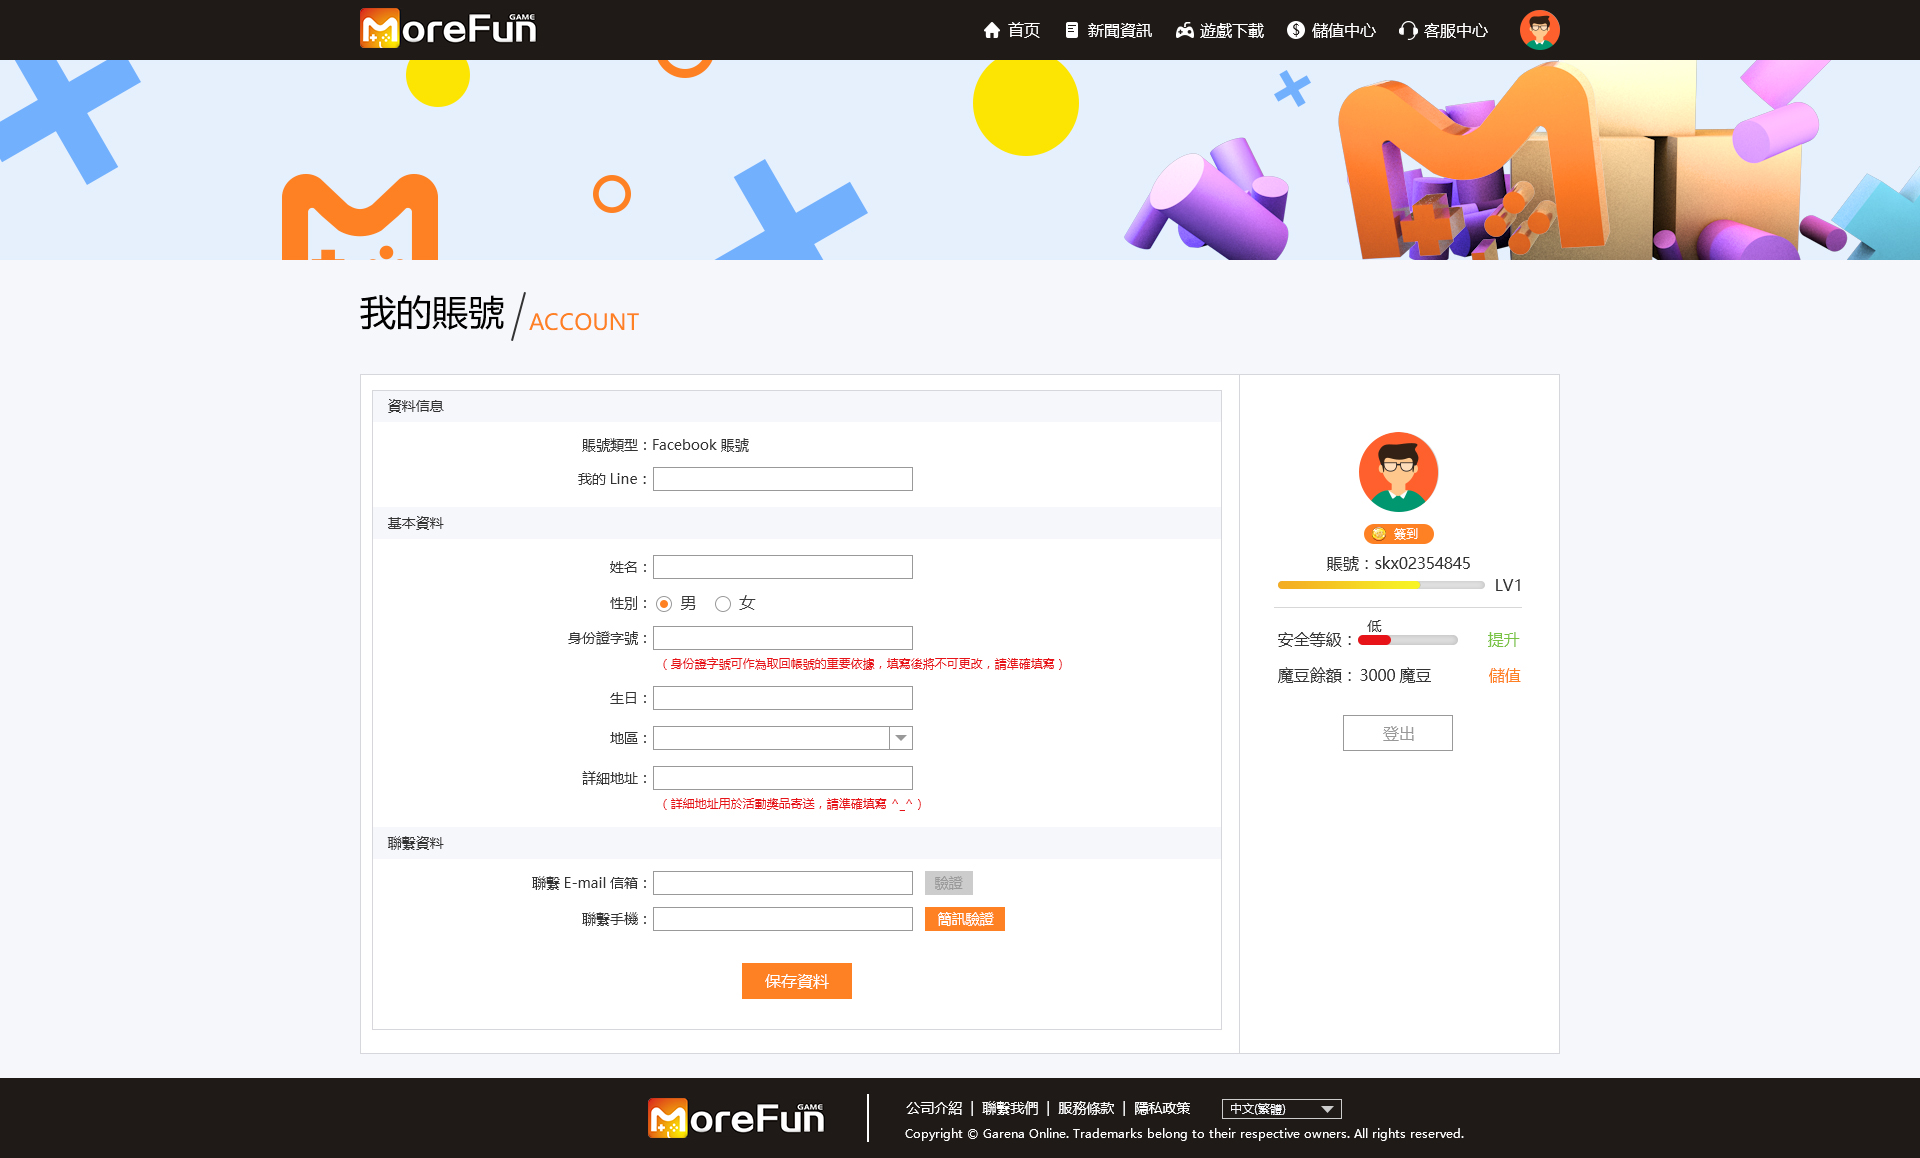 MoreFun GAME 首页 新聞資訊 遊戲下載 儲值中心 客服中心
我的賬號 / ACCOUNT
資料信息
賬號類型：Facebook 賬號
我的 Line：
基本資料
姓名：
性別： 男 女
身份證字號：
（ 身份證字號可作為取回帳號的重要依據，填寫後將不可更改，請準確填寫 ）
生日：
地區：
詳細地址：
（ 詳細地址用於活動獎品寄送，請準確填寫 ^_^ ）
聯繫資料
聯繫 E-mail 信箱： 驗證
聯繫手機： 簡訊驗證
保存資料
簽到
賬號：skx02354845
LV1
低
安全等級： 提升
魔豆餘額： 3000 魔豆 儲值
登出
MoreFun GAME
公司介紹 | 聯繫我們 | 服務條款 | 隱私政策 中文(繁體)
Copyright © Garena Online. Trademarks belong to their respective owners. All rights reserved.